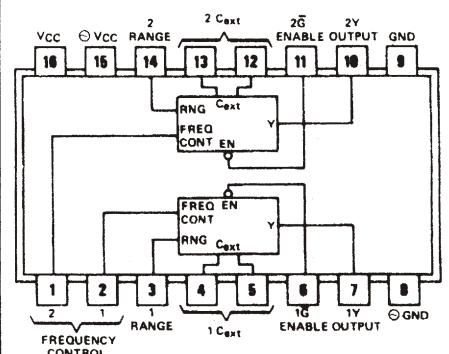 2 2 Cext 2G̅ 2Y
VCC ⊖ VCC RANGE ENABLE OUTPUT GND
16 15 14 13 12 11 10 9
RNG Cext
FREQ
CONT EN Y
FREQ EN
CONT Y
RNG Cext
1 2 3 4 5 6 7 8
2 1 1 1G̅ 1Y ⊖ GND
RANGE 1 Cext ENABLE OUTPUT
FREQUENCY
CONTROL